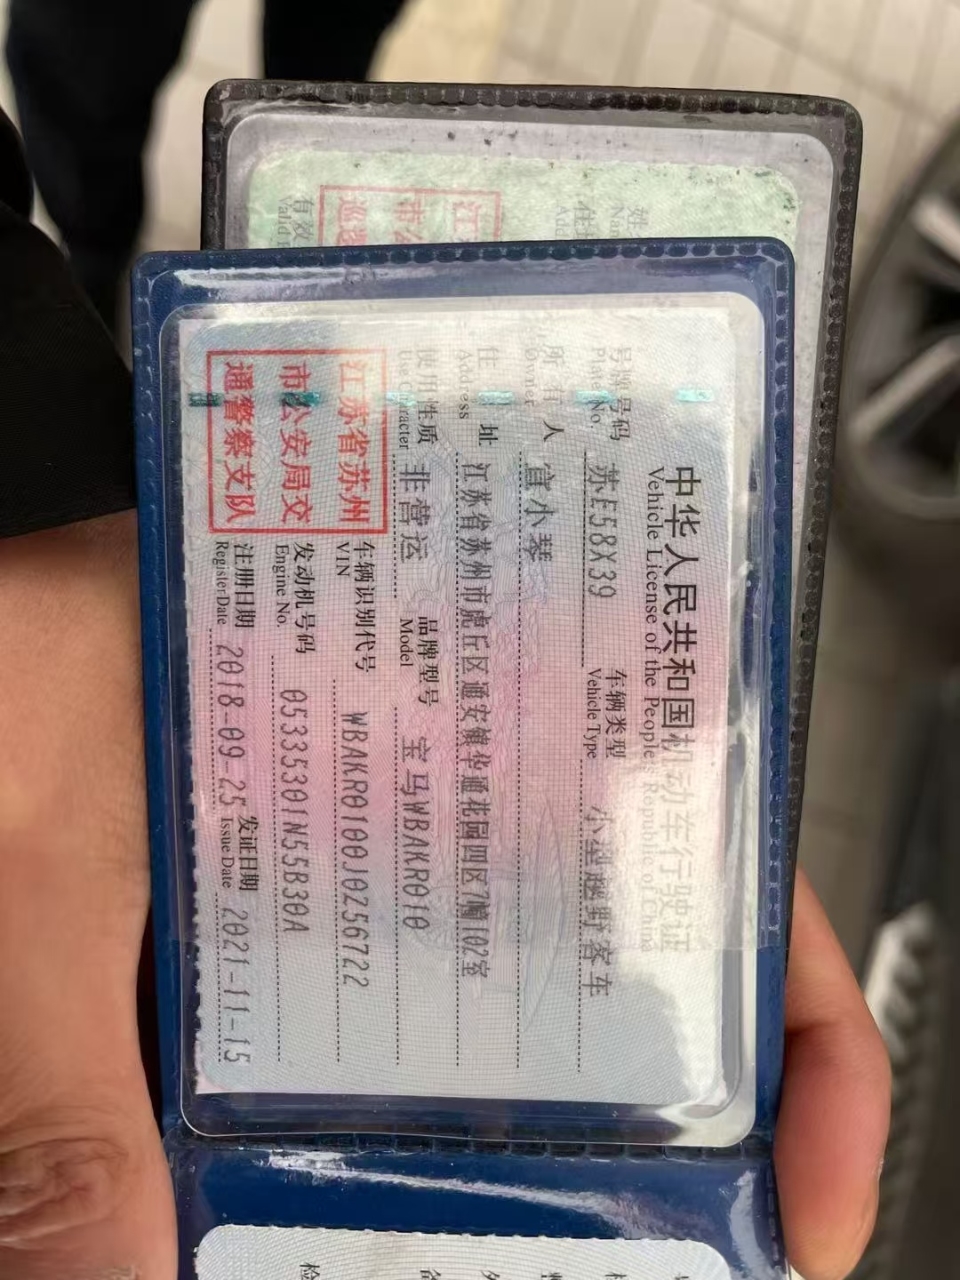 中华人民共和国机动车行驶证
Vehicle License of the People's Republic of China
号牌号码 苏E58X39 车辆类型 小型越野客车
Plate No. Vehicle Type
所有人 宜小琴
Owner
住址 江苏省苏州市虎丘区通安镇华通花园四区7幢102室
Address
使用性质 非营运 品牌型号 宝马WBAKR010
Use Character Model
江苏省苏州
市公安局交
通警察支队
车辆识别代号 WBAKR0100J0256722
VIN
发动机号码 05335301N55B30A
Engine No.
注册日期 2018-09-25 发证日期 2021-11-15
Register Date Issue Date